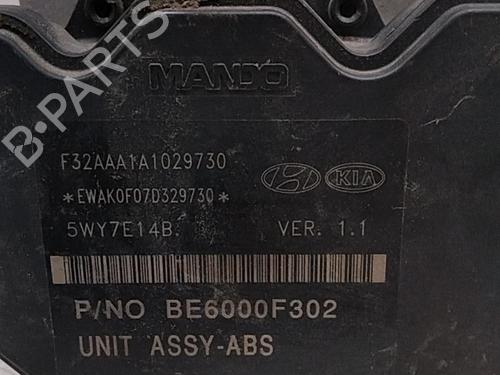 B-PARTS
MANDO
F32AAA1A1029730
*EWAK0F07D329730*
KIA
5WY7E14B. VER. 1.1
P/NO BE6000F302
UNIT ASSY-ABS